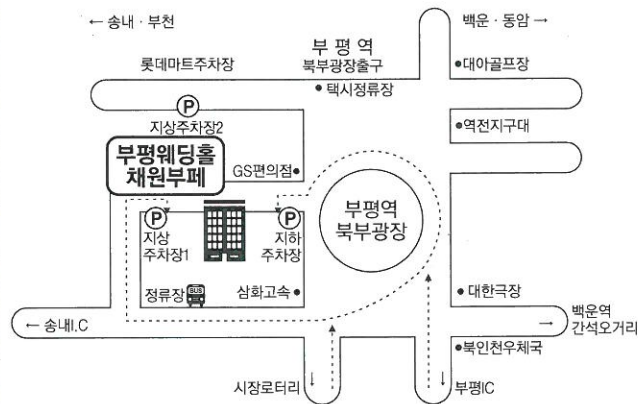 ← 송내 · 부천
백운 · 동암 →
부 평 역
북부광장출구
롯데마트주차장
대아골프장
택시정류장
P
지상주차장2
역전지구대
부평웨딩홀
채원부페
GS편의점
부평역
북부광장
P
지상
주차장1
P
지하
주차장
정류장
BUS
삼화고속
대한극장
← 송내I.C
백운역
간석오거리
→
북인천우체국
시장로터리
부평IC